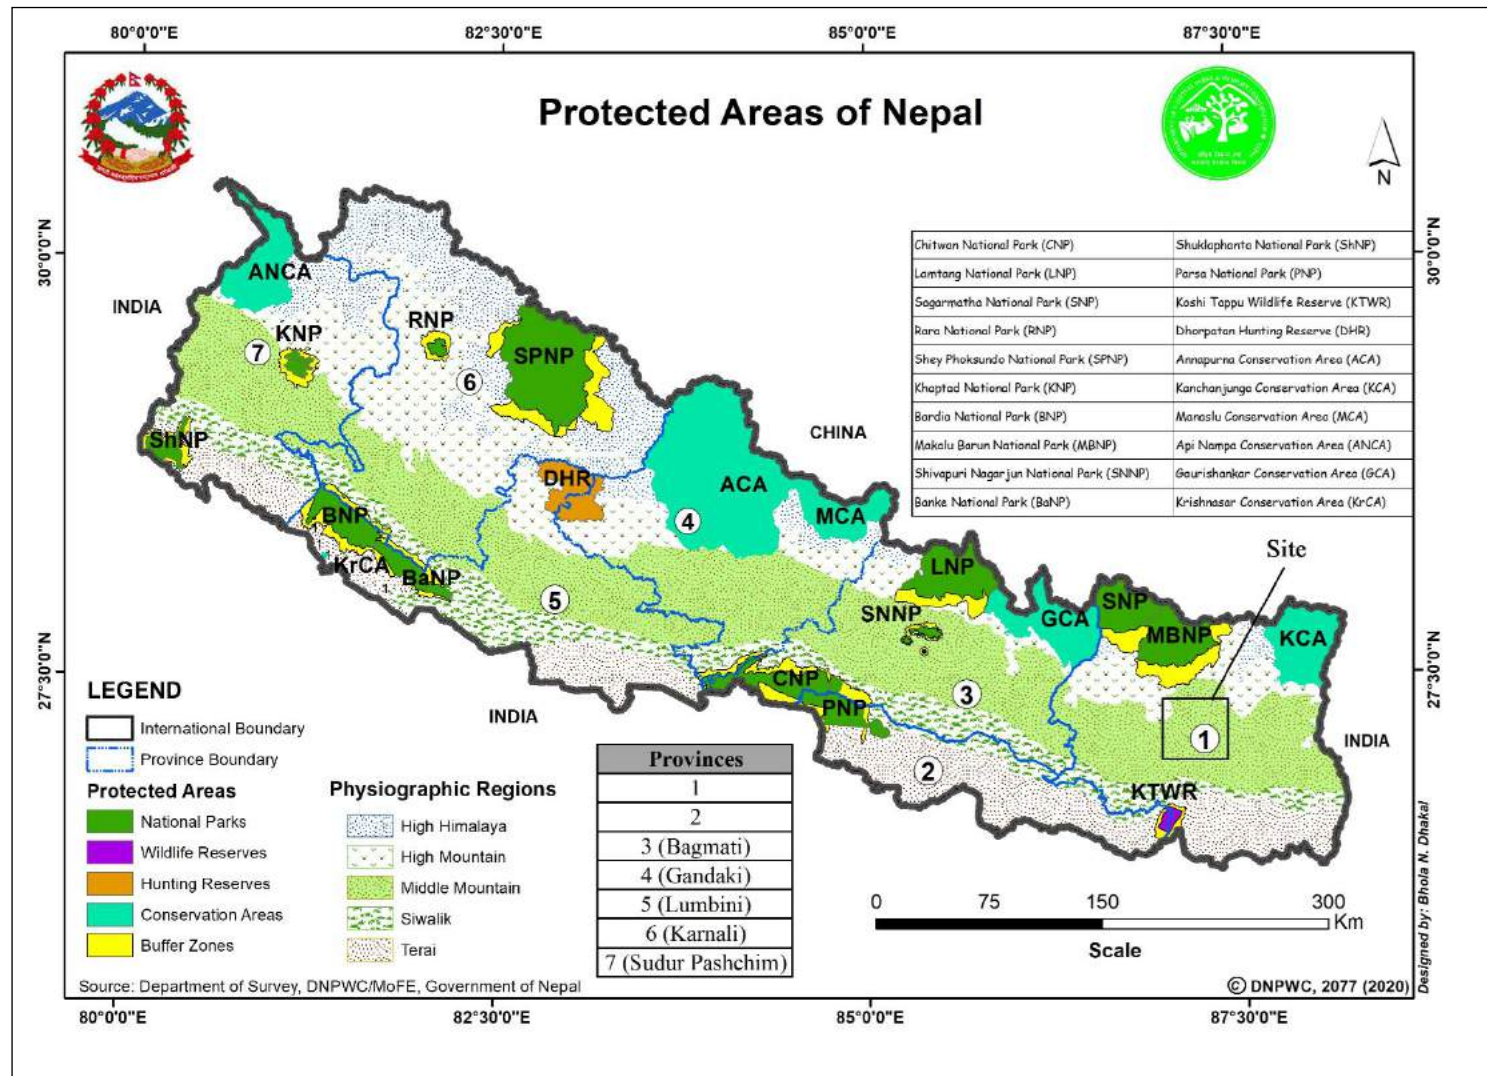 80°0'0"E 82°30'0"E 85°0'0"E 87°30'0"E
Protected Areas of Nepal
N
30°0'0"N
30°0'0"N
Chitwan National Park (CNP) Shuklaphanta National Park (ShNP)
Lamtang National Park (LNP) Parsa National Park (PNP)
Sagarmatha National Park (SNP) Koshi Tappu Wildlife Reserve (KTWR)
Rara National Park (RNP) Dhorpatan Hunting Reserve (DHR)
Shey Phoksundo National Park (SPNP) Annapurna Conservation Area (ACA)
Khaptad National Park (KNP) Kanchanjunga Conservation Area (KCA)
Bardia National Park (BNP) Manaslu Conservation Area (MCA)
Makalu Barun National Park (MBNP) Api Nampa Conservation Area (ANCA)
Shivapuri Nagarjun National Park (SNNP) Gaurishankar Conservation Area (GCA)
Banke National Park (BaNP) Krishnasar Conservation Area (KrCA)
ANCA
INDIA
KNP
RNP
7
SPNP
6
CHINA
ShNP
DHR
ACA
4
MCA
BNP
Site
KrCA
BaNP
LNP
5
SNNP
GCA
SNP
MBNP
KCA
27°30'0"N
27°30'0"N
CNP
3
PNP
INDIA
1
INDIA
2
KTWR
LEGEND
International Boundary
Province Boundary
Protected Areas
National Parks
Wildlife Reserves
Hunting Reserves
Conservation Areas
Buffer Zones
Physiographic Regions
High Himalaya
High Mountain
Middle Mountain
Siwalik
Terai
Provinces
1
2
3 (Bagmati)
4 (Gandaki)
5 (Lumbini)
6 (Karnali)
7 (Sudur Pashchim)
0 75 150 300
Km
Scale
Designed by: Bhola N. Dhakal
Source: Department of Survey, DNPWC/MoFE, Government of Nepal
© DNPWC, 2077 (2020)
80°0'0"E 82°30'0"E 85°0'0"E 87°30'0"E